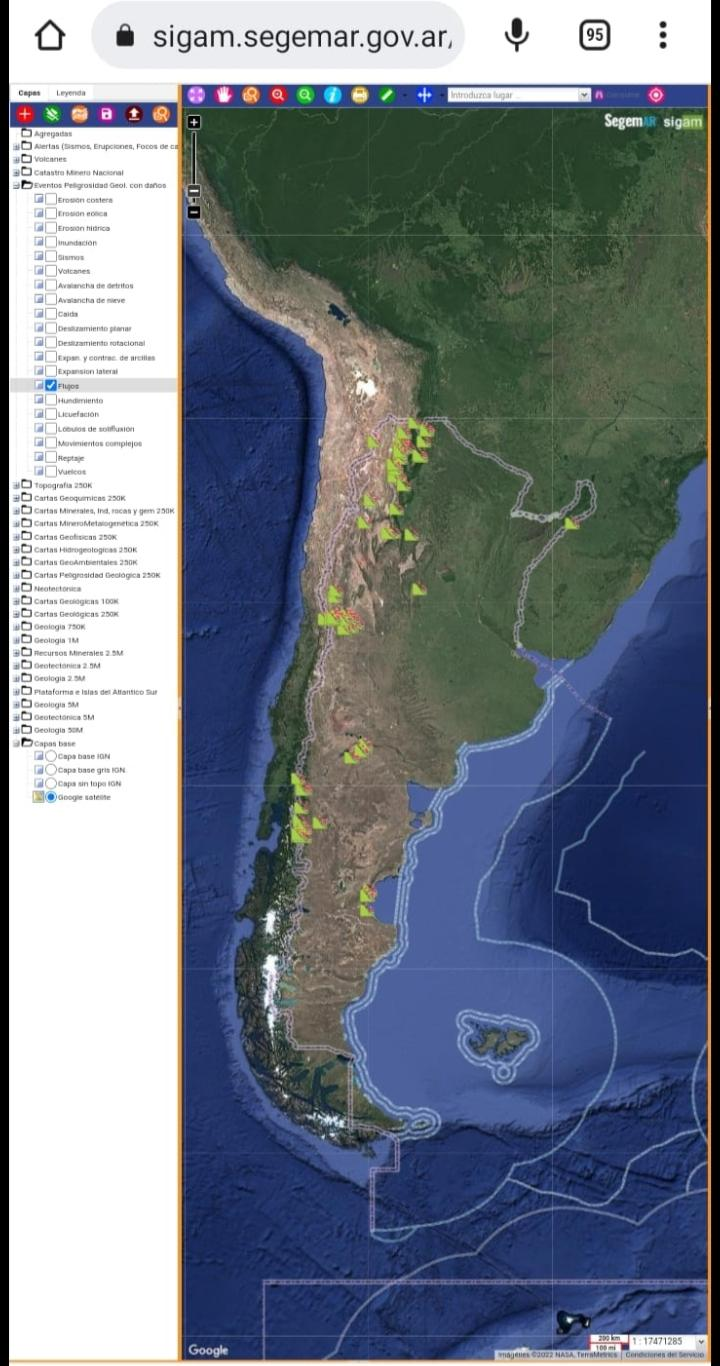 sigam.segemar.gov.ar/
95
Capas Leyenda
Introduzca lugar ...
SegemAR sigam
Agregadas
Alertas (Sismos, Erupciones, Focos de ca
Volcanes
Catastro Minero Nacional
Eventos Peligrosidad Geol. con daños
Erosión costera
Erosión eólica
Erosión hídrica
Inundación
Sismos
Volcanes
Avalancha de detritos
Avalancha de nieve
Caida
Deslizamiento planar
Deslizamiento rotacional
Expan. y contrac. de arcillas
Expansion lateral
Flujos
Hundimiento
Licuefación
Lóbulos de solifluxión
Movimientos complejos
Reptaje
Vuelcos
Topografía 250K
Cartas Geoquímicas 250K
Cartas Minerales, Ind, rocas y gem 250K
Cartas MineroMetalogenética 250K
Cartas Geofísicas 250K
Cartas Hidrogeologicas 250K
Cartas GeoAmbientales 250K
Cartas Peligrosidad Geológica 250K
Neotectónica
Cartas Geológicas 100K
Cartas Geológicas 250K
Geología 750K
Geología 1M
Recursos Minerales 2.5M
Geotectónica 2.5M
Geologia 2.5M
Plataforma e Islas del Atlantico Sur
Geología 5M
Geotectónica 5M
Geologia 50M
Capas base
Capa base IGN
Capa base gris IGN.
Capa sin topo IGN
Google satélite
Google
200 km
100 mi
1 : 17471285
Imágenes ©2022 NASA, TerraMetrics Condiciones del Servicio